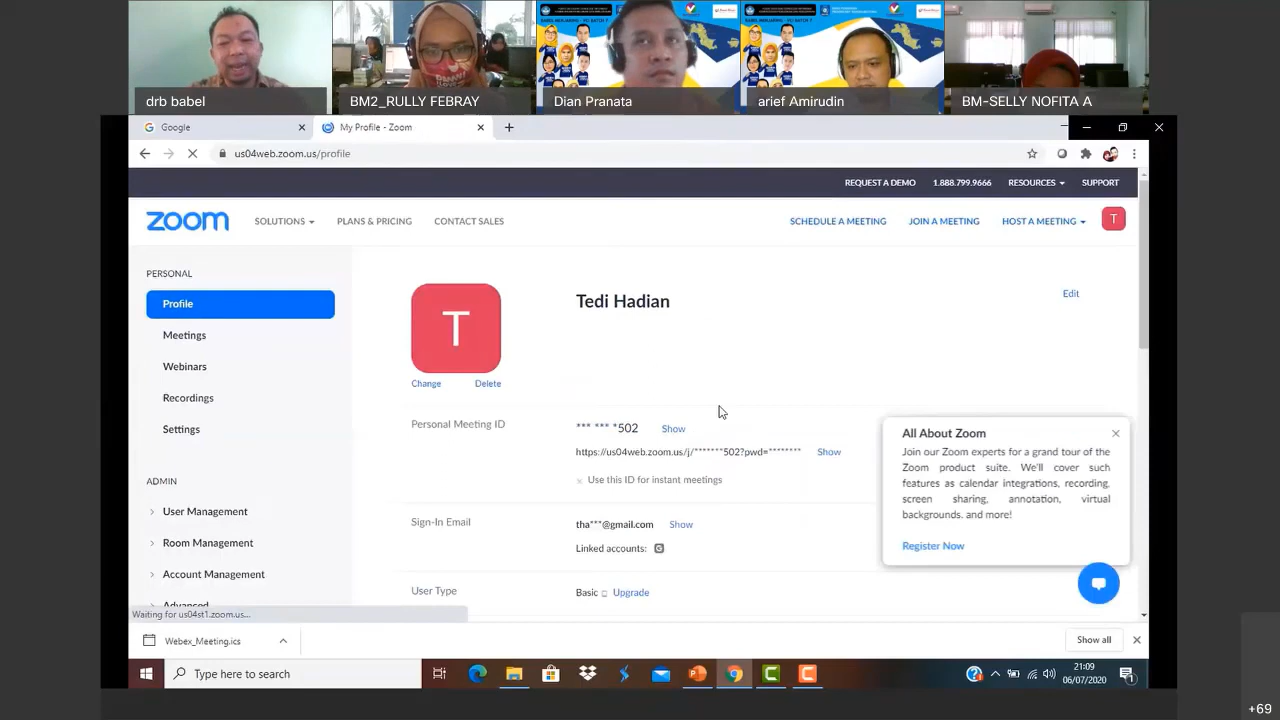 drb babel
BM2_RULLY FEBRAY
Dian Pranata
arief Amirudin
BM-SELLY NOFITA A
Google
My Profile - Zoom
us04web.zoom.us/profile
REQUEST A DEMO 1.888.799.9666 RESOURCES SUPPORT
zoom SOLUTIONS PLANS & PRICING CONTACT SALES SCHEDULE A MEETING JOIN A MEETING HOST A MEETING T
PERSONAL
Profile
Meetings
Webinars
Recordings
Settings
ADMIN
User Management
Room Management
Account Management
Advanced
T
Change Delete
Tedi Hadian
Edit
Personal Meeting ID
*** *** *502 Show
https://us04web.zoom.us/j/*******502?pwd=******** Show
× Use this ID for instant meetings
Sign-In Email
tha***@gmail.com Show
Linked accounts: G
User Type
Basic Upgrade
All About Zoom
Join our Zoom experts for a grand tour of the
Zoom product suite. We'll cover such
features as calendar integrations, recording,
screen sharing, annotation, virtual
backgrounds. and more!
Register Now
Waiting for us04st1.zoom.us...
Webex_Meeting.ics
Show all
Type here to search
21:09
06/07/2020
+69